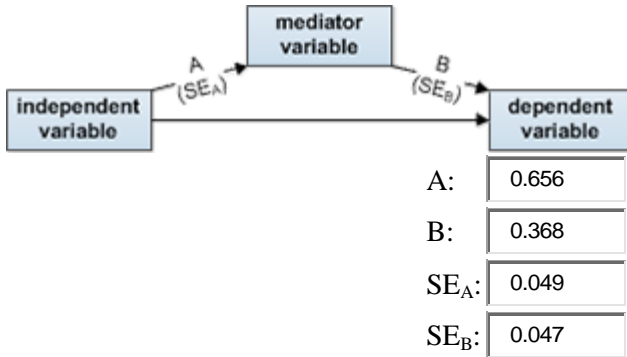 mediator
variable
A
(SEA)
B
(SEB)
independent
variable
dependent
variable
A: 0.656
B: 0.368
SEA: 0.049
SEB: 0.047